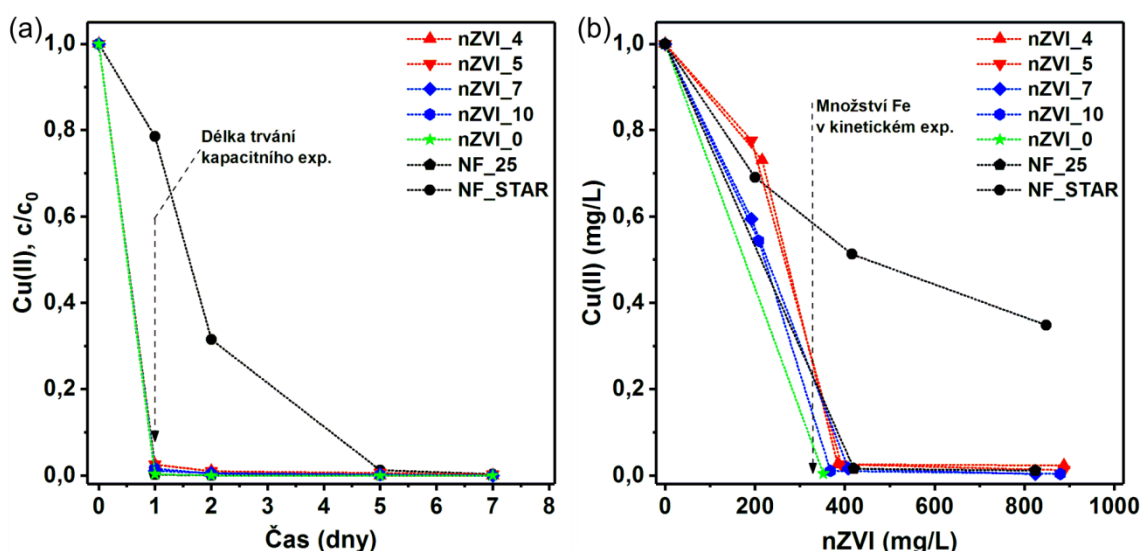 (a)
1,0
0,8
0,6
0,4
0,2
0,0
Cu(II), c/c0
0 1 2 3 4 5 6 7 8
Čas (dny)
Délka trvání
kapacitního exp.
nZVI_4
nZVI_5
nZVI_7
nZVI_10
nZVI_0
NF_25
NF_STAR
(b)
1,0
0,8
0,6
0,4
0,2
0,0
Cu(II) (mg/L)
0 200 400 600 800 1000
nZVI (mg/L)
Množství Fe
v kinetickém exp.
nZVI_4
nZVI_5
nZVI_7
nZVI_10
nZVI_0
NF_25
NF_STAR